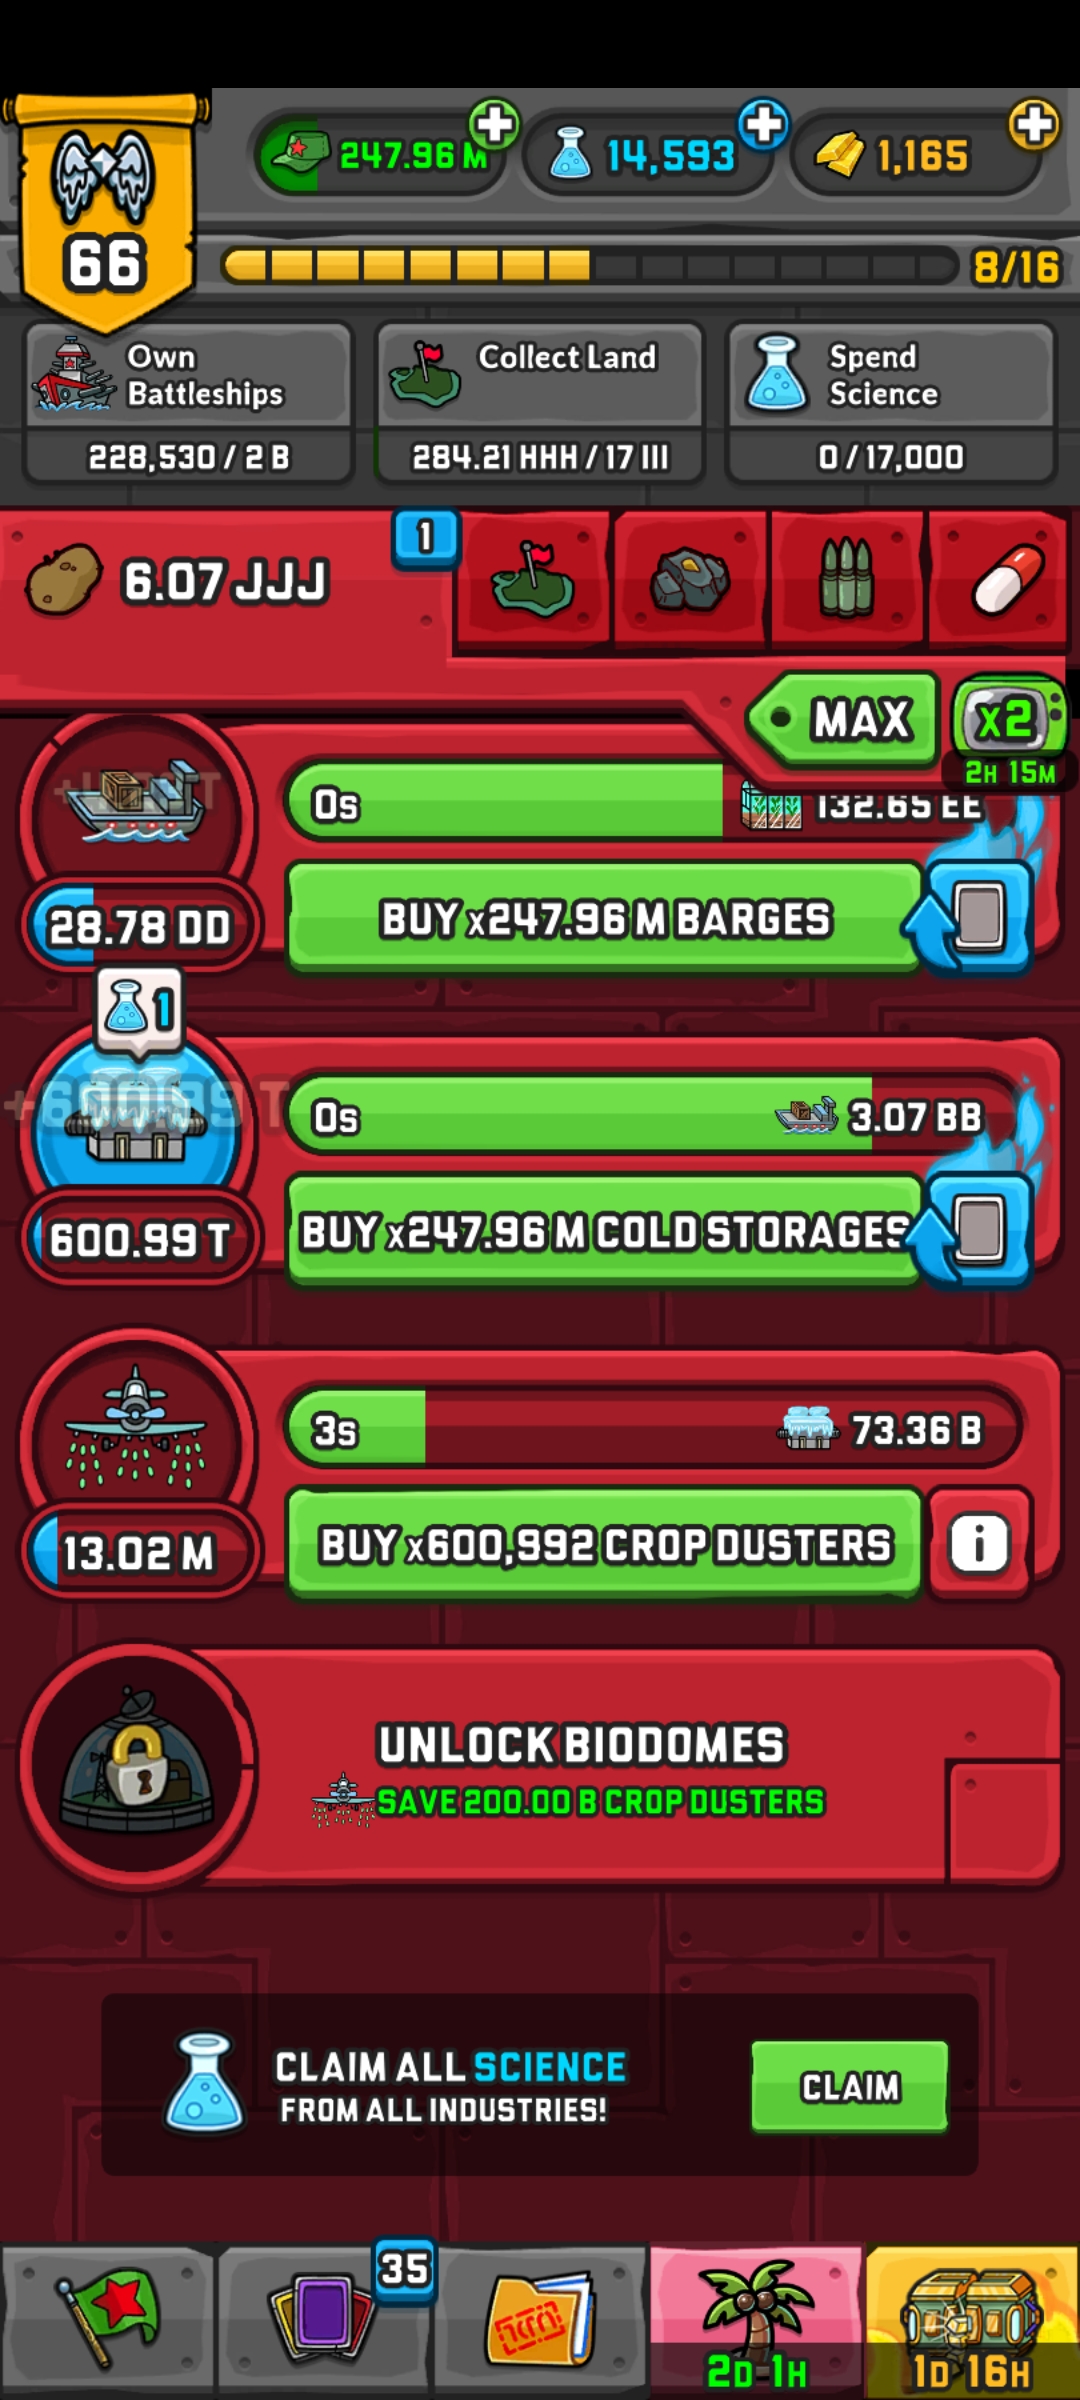 247.96 M
14,593
1,165
66
8/16
Own
Battleships
228,530 / 2 B
Collect Land
284.21 HHH / 17 III
Spend
Science
0 / 17,000
6.07 JJJ
1
MAX
x2
2H 15M
0s
132.65 EE
28.78 DD
BUY x247.96 M BARGES
1
+600.99 T
0s
3.07 BB
600.99 T
BUY x247.96 M COLD STORAGES
3s
73.36 B
13.02 M
BUY x600,992 CROP DUSTERS
i
UNLOCK BIODOMES
SAVE 200.00 B CROP DUSTERS
CLAIM ALL SCIENCE
FROM ALL INDUSTRIES!
CLAIM
35
2D 1H
1D 16H